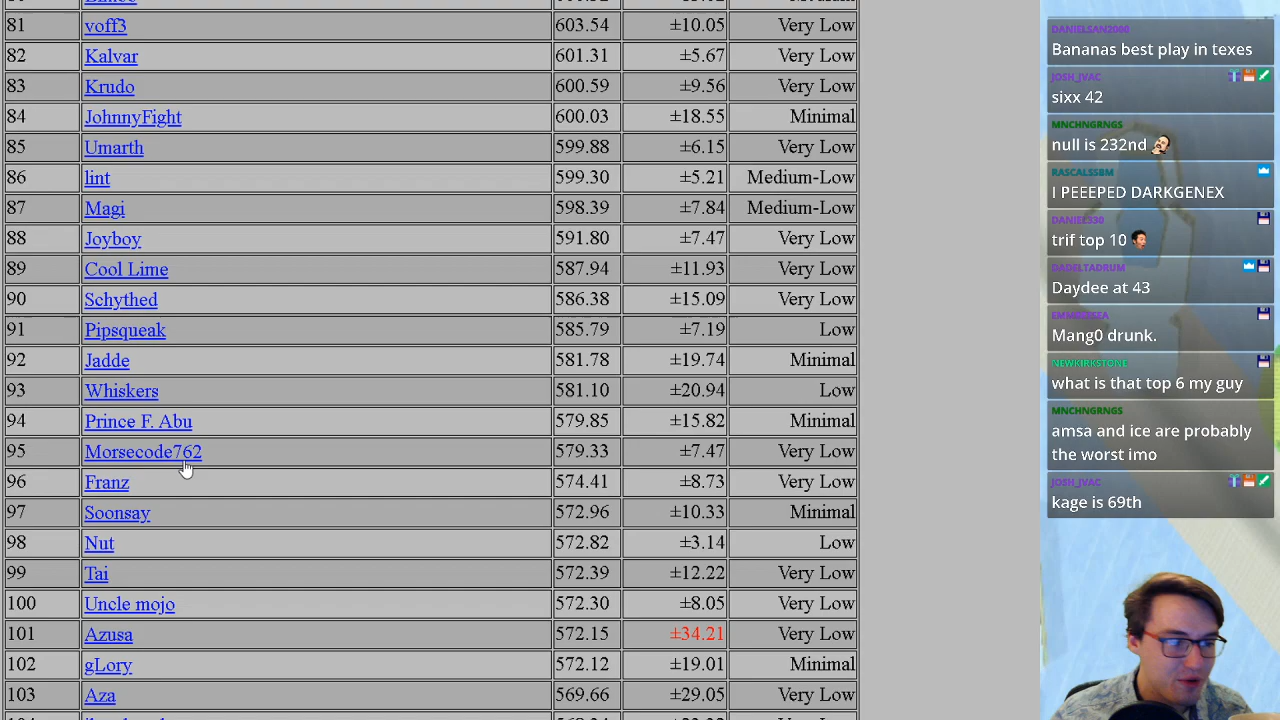 81 voff3 603.54 ±10.05 Very Low
82 Kalvar 601.31 ±5.67 Very Low
83 Krudo 600.59 ±9.56 Very Low
84 JohnnyFight 600.03 ±18.55 Minimal
85 Umarth 599.88 ±6.15 Very Low
86 lint 599.30 ±5.21 Medium-Low
87 Magi 598.39 ±7.84 Medium-Low
88 Joyboy 591.80 ±7.47 Very Low
89 Cool Lime 587.94 ±11.93 Very Low
90 Schythed 586.38 ±15.09 Very Low
91 Pipsqueak 585.79 ±7.19 Low
92 Jadde 581.78 ±19.74 Minimal
93 Whiskers 581.10 ±20.94 Low
94 Prince F. Abu 579.85 ±15.82 Minimal
95 Morsecode762 579.33 ±7.47 Very Low
96 Franz 574.41 ±8.73 Very Low
97 Soonsay 572.96 ±10.33 Minimal
98 Nut 572.82 ±3.14 Low
99 Tai 572.39 ±12.22 Very Low
100 Uncle mojo 572.30 ±8.05 Very Low
101 Azusa 572.15 ±34.21 Very Low
102 gLory 572.12 ±19.01 Minimal
103 Aza 569.66 ±29.05 Very Low
DANIELSAN2000
Bananas best play in texes
JOSH_JVAC
sixx 42
MNCHNGRNGS
null is 232nd
RASCALSSBM
I PEEEPED DARKGENEX
DANIEL330
trif top 10
DADELTADRUM
Daydee at 43
Mang0 drunk.
NEWKIRKSTONE
what is that top 6 my guy
MNCHNGRNGS
amsa and ice are probably
the worst imo
JOSH_JVAC
kage is 69th